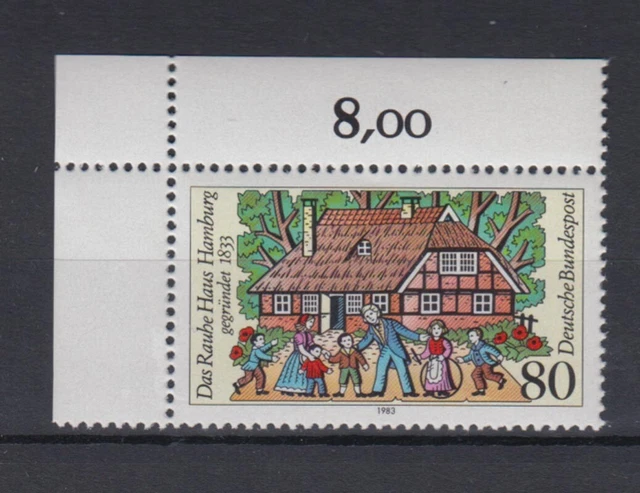 8,00
Das Rauhe Haus Hamburg
gegründet 1833
Deutsche Bundespost
80
1983